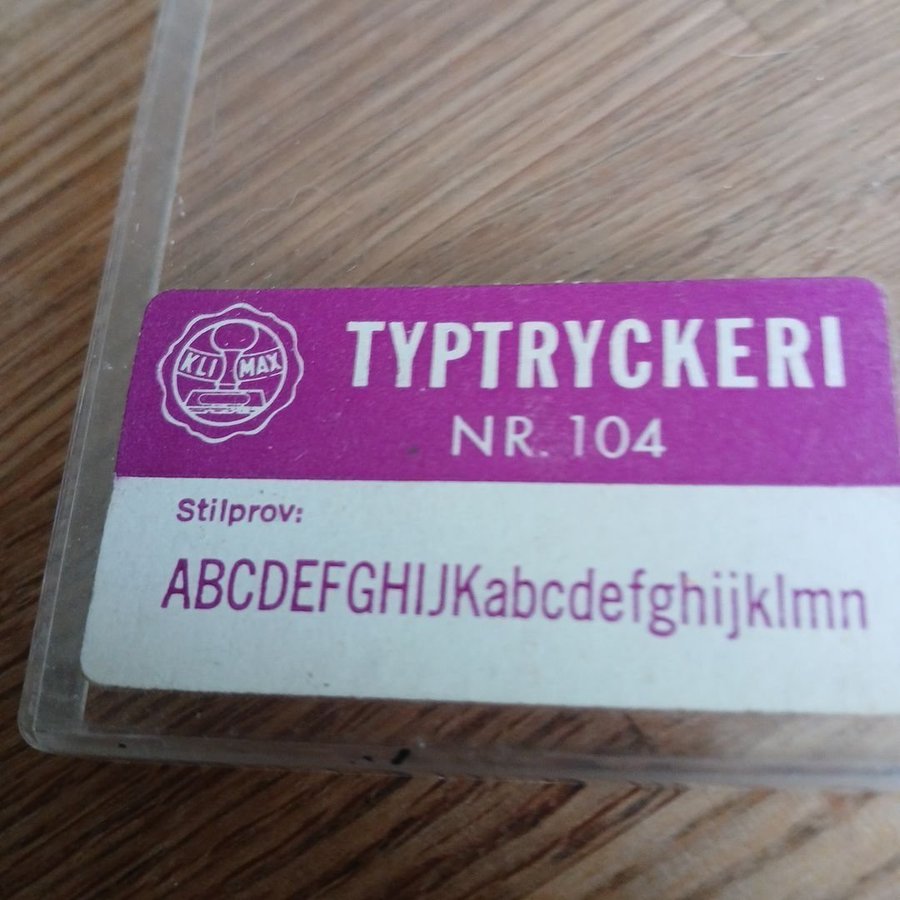 KLI MAX
TYPTRYCKERI
NR. 104
Stilprov:
ABCDEFGHIJKabcdefghijklmn